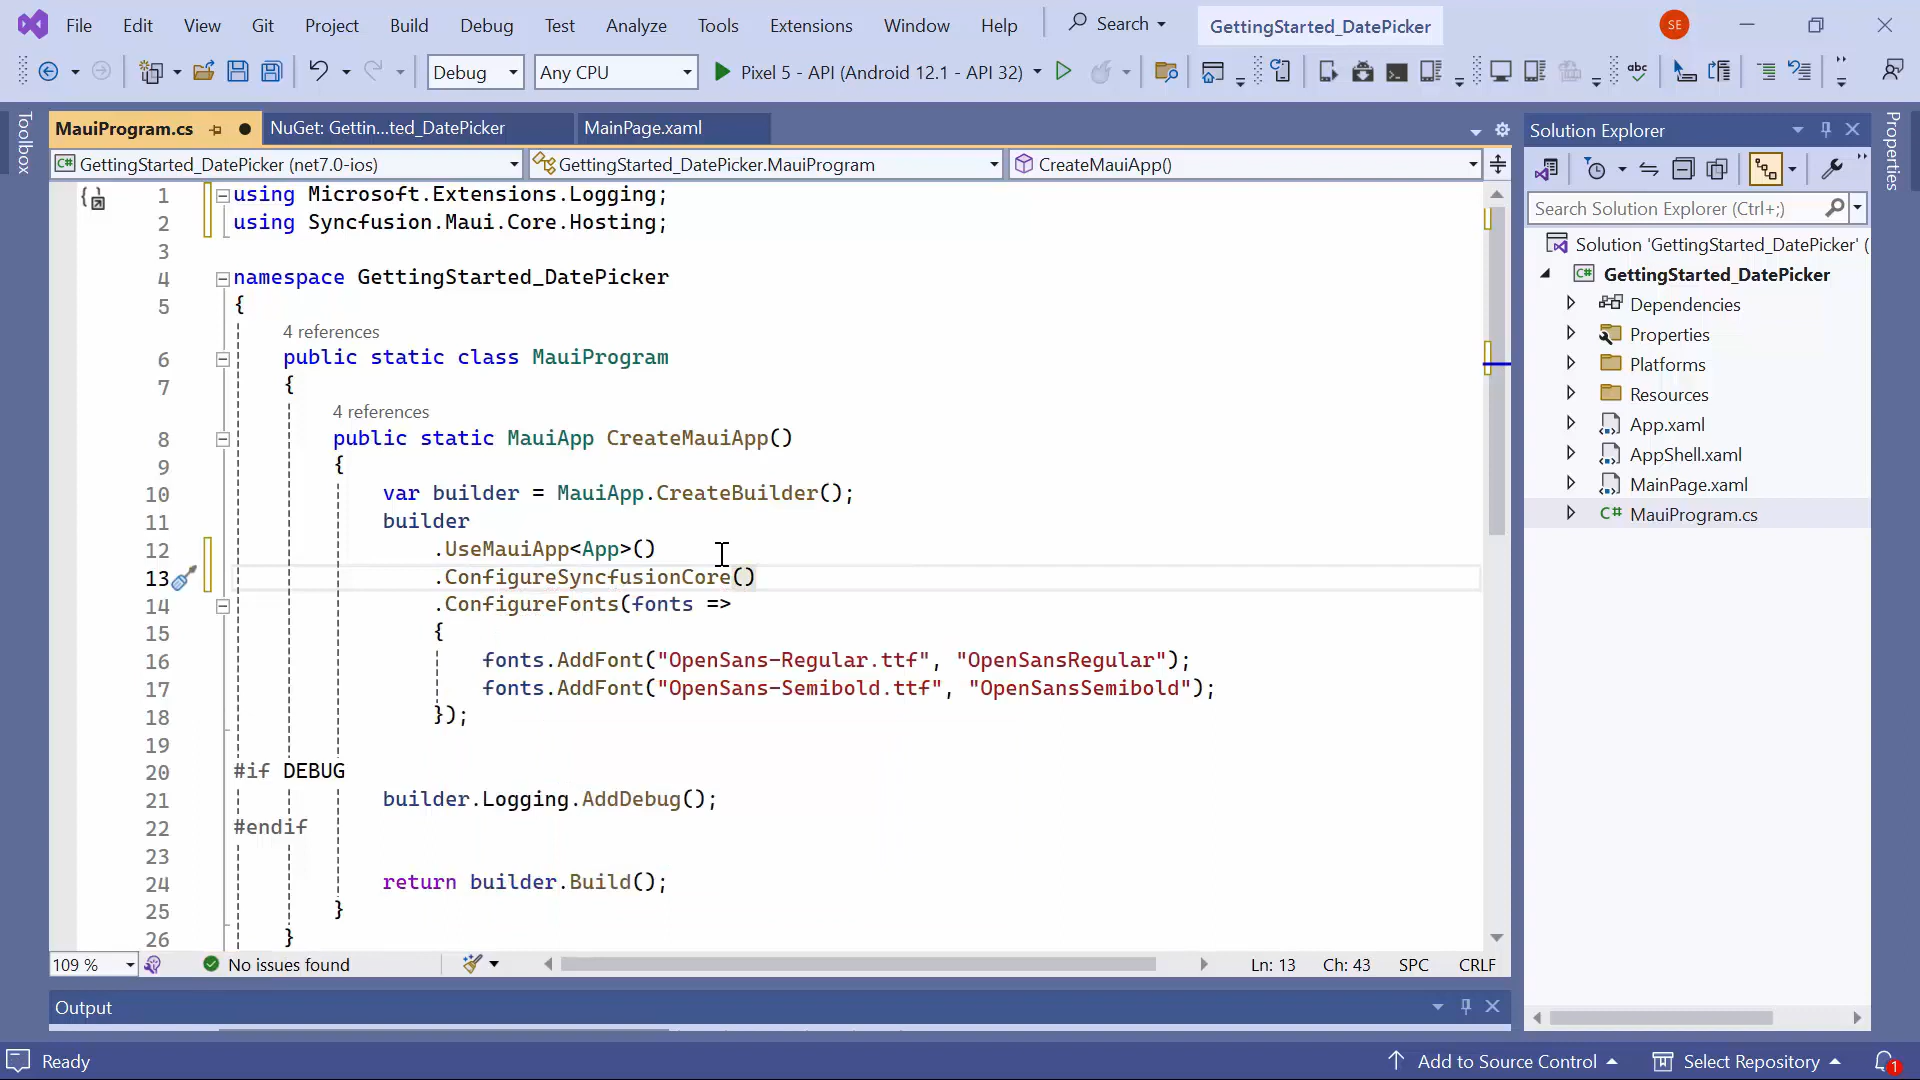 File Edit View Git Project Build Debug Test Analyze Tools Extensions Window Help Search GettingStarted_DatePicker SE
Debug Any CPU Pixel 5 - API (Android 12.1 - API 32) abc
Toolbox
MauiProgram.cs NuGet: Gettin...ted_DatePicker MainPage.xaml
GettingStarted_DatePicker (net7.0-ios) GettingStarted_DatePicker.MauiProgram CreateMauiApp()
1 using Microsoft.Extensions.Logging;
2 using Syncfusion.Maui.Core.Hosting;
3
4 namespace GettingStarted_DatePicker
5 {
4 references
6 public static class MauiProgram
7 {
4 references
8 public static MauiApp CreateMauiApp()
9 {
10 var builder = MauiApp.CreateBuilder();
11 builder
12 .UseMauiApp<App>()
13 .ConfigureSyncfusionCore()
14 .ConfigureFonts(fonts =>
15 {
16 fonts.AddFont("OpenSans-Regular.ttf", "OpenSansRegular");
17 fonts.AddFont("OpenSans-Semibold.ttf", "OpenSansSemibold");
18 });
19
20 #if DEBUG
21 builder.Logging.AddDebug();
22 #endif
23
24 return builder.Build();
25 }
26 }
109 % No issues found Ln: 13 Ch: 43 SPC CRLF
Output
Solution Explorer
Search Solution Explorer (Ctrl+;)
Solution 'GettingStarted_DatePicker' (
C# GettingStarted_DatePicker
Dependencies
Properties
Platforms
Resources
App.xaml
AppShell.xaml
MainPage.xaml
C# MauiProgram.cs
Properties
Ready Add to Source Control Select Repository 1